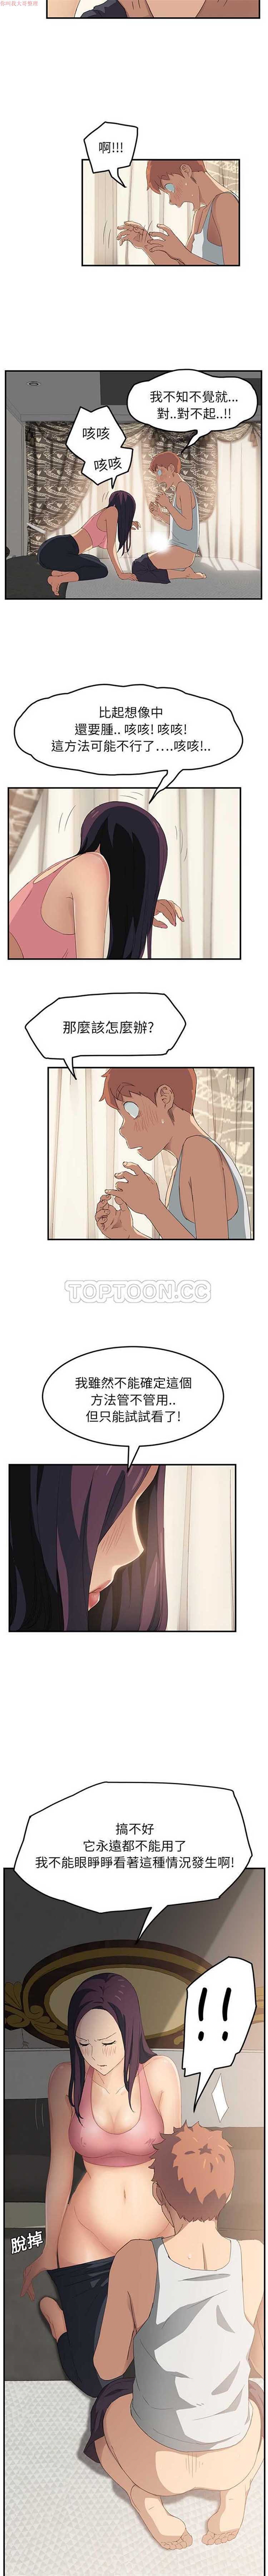 啊!!!
我不知不覺就...
對..對不起..!!
咳咳
咳咳
比起想像中
還要腫.. 咳咳! 咳咳!
這方法可能不行了....咳咳!..
那麼該怎麼辦?
TOPTOON.CC
我雖然不能確定這個
方法管不管用..
但只能試試看了!
搞不好
它永遠都不能用了
我不能眼睜睜看著這種情況發生啊!
!!
脫掉